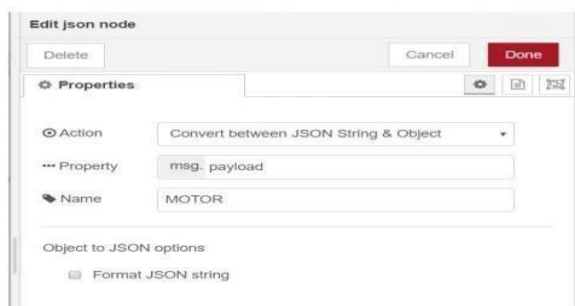 Edit json node
Delete Cancel Done
Properties
Action Convert between JSON String & Object
Property msg. payload
Name MOTOR
Object to JSON options
Format JSON string